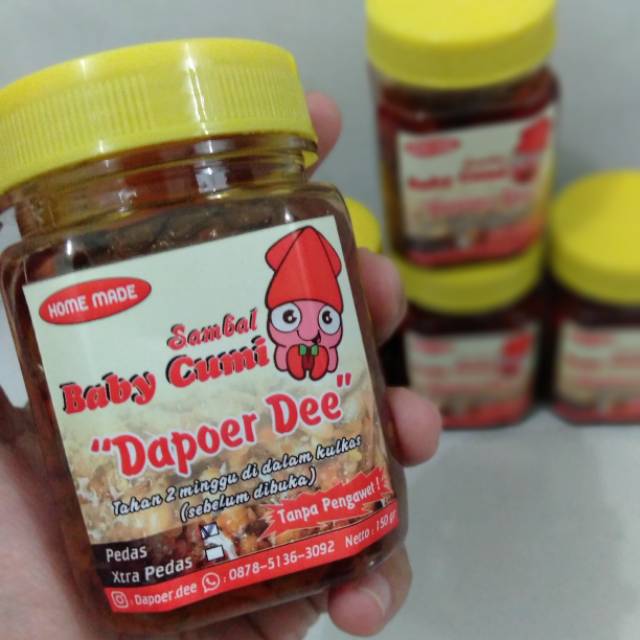 HOME MADE
Sambal
Baby Cumi
"Dapoer Dee"
Tahan 2 minggu di dalam kulkas
(sebelum dibuka)
Tanpa Pengawet !
Pedas
Xtra Pedas
: Dapoer.dee : 0878-5136-3092 Netto : 150 gr